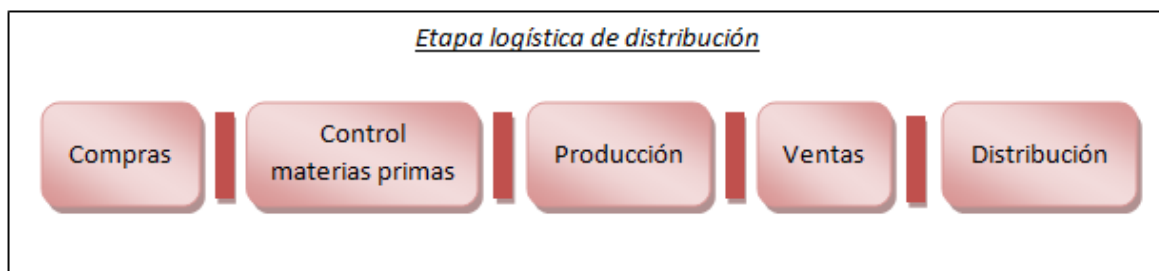 Etapa logística de distribución
Compras
Control
materias primas
Producción
Ventas
Distribución